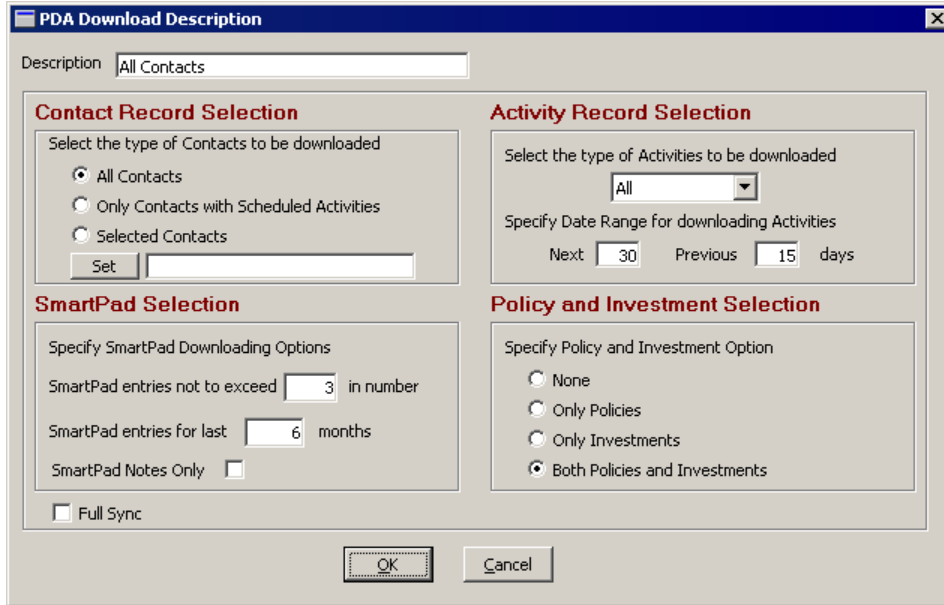 PDA Download Description
Description All Contacts
Contact Record Selection
Select the type of Contacts to be downloaded
All Contacts
Only Contacts with Scheduled Activities
Selected Contacts
Set
Activity Record Selection
Select the type of Activities to be downloaded
All
Specify Date Range for downloading Activities
Next 30 Previous 15 days
SmartPad Selection
Specify SmartPad Downloading Options
SmartPad entries not to exceed 3 in number
SmartPad entries for last 6 months
SmartPad Notes Only
Policy and Investment Selection
Specify Policy and Investment Option
None
Only Policies
Only Investments
Both Policies and Investments
Full Sync
OK Cancel